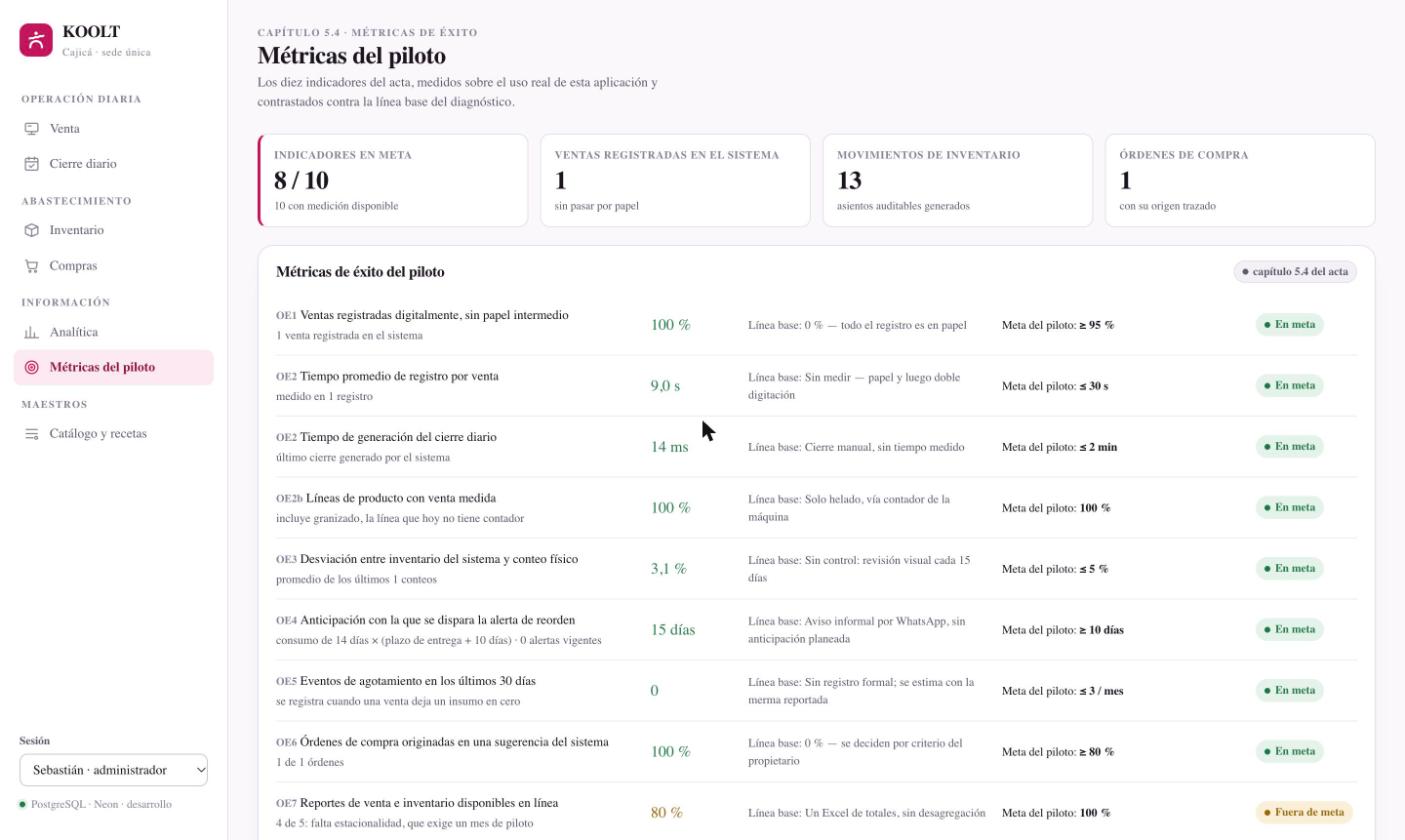 KOOLT
Cajicá · sede única
OPERACIÓN DIARIA
Venta
Cierre diario
ABASTECIMIENTO
Inventario
Compras
INFORMACIÓN
Analítica
Métricas del piloto
MAESTROS
Catálogo y recetas
Sesión
Sebastián · administrador
PostgreSQL · Neon · desarrollo
CAPÍTULO 5.4 · MÉTRICAS DE ÉXITO
Métricas del piloto
Los diez indicadores del acta, medidos sobre el uso real de esta aplicación y
contrastados contra la línea base del diagnóstico.
INDICADORES EN META
8 / 10
10 con medición disponible
VENTAS REGISTRADAS EN EL SISTEMA
1
sin pasar por papel
MOVIMIENTOS DE INVENTARIO
13
asientos auditables generados
ÓRDENES DE COMPRA
1
con su origen trazado
Métricas de éxito del piloto
capítulo 5.4 del acta
OE1 Ventas registradas digitalmente, sin papel intermedio
1 venta registrada en el sistema
100 %
Línea base: 0 % — todo el registro es en papel
Meta del piloto: ≥ 95 %
En meta
OE2 Tiempo promedio de registro por venta
medido en 1 registro
9,0 s
Línea base: Sin medir — papel y luego doble
digitación
Meta del piloto: ≤ 30 s
En meta
OE2 Tiempo de generación del cierre diario
último cierre generado por el sistema
14 ms
Línea base: Cierre manual, sin tiempo medido
Meta del piloto: ≤ 2 min
En meta
OE2b Líneas de producto con venta medida
incluye granizado, la línea que hoy no tiene contador
100 %
Línea base: Solo helado, vía contador de la
máquina
Meta del piloto: 100 %
En meta
OE3 Desviación entre inventario del sistema y conteo físico
promedio de los últimos 1 conteos
3,1 %
Línea base: Sin control: revisión visual cada 15
días
Meta del piloto: ≤ 5 %
En meta
OE4 Anticipación con la que se dispara la alerta de reorden
consumo de 14 días × (plazo de entrega + 10 días) · 0 alertas vigentes
15 días
Línea base: Aviso informal por WhatsApp, sin
anticipación planeada
Meta del piloto: ≥ 10 días
En meta
OE5 Eventos de agotamiento en los últimos 30 días
se registra cuando una venta deja un insumo en cero
0
Línea base: Sin registro formal; se estima con la
merma reportada
Meta del piloto: ≤ 3 / mes
En meta
OE6 Órdenes de compra originadas en una sugerencia del sistema
1 de 1 órdenes
100 %
Línea base: 0 % — se deciden por criterio del
propietario
Meta del piloto: ≥ 80 %
En meta
OE7 Reportes de venta e inventario disponibles en línea
4 de 5: falta estacionalidad, que exige un mes de piloto
80 %
Línea base: Un Excel de totales, sin desagregación
Meta del piloto: 100 %
Fuera de meta